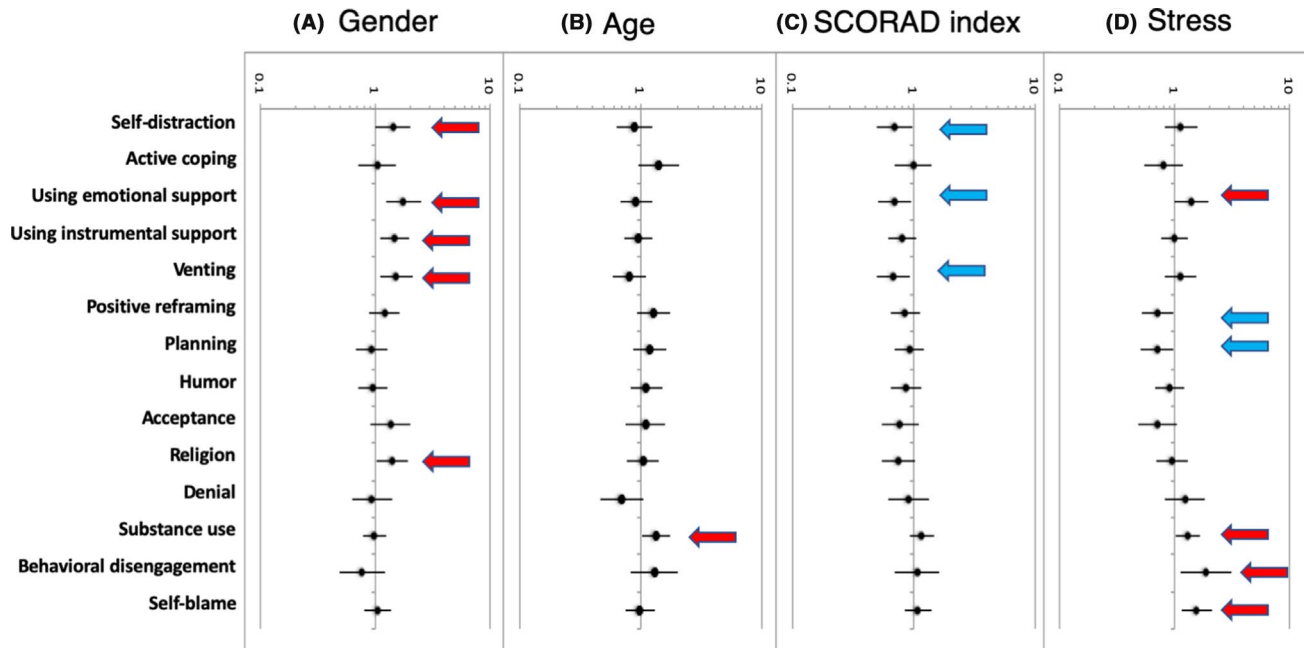 (A) Gender (B) Age (C) SCORAD index (D) Stress
0.1 1 10 0.1 1 10 0.1 1 10 0.1 1 10
Self-distraction
Active coping
Using emotional support
Using instrumental support
Venting
Positive reframing
Planning
Humor
Acceptance
Religion
Denial
Substance use
Behavioral disengagement
Self-blame